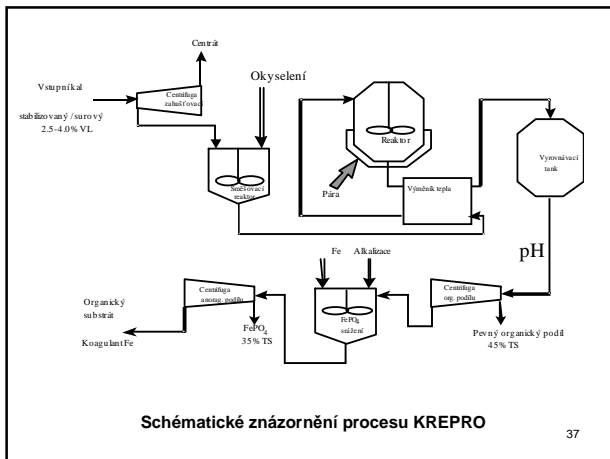 Centrát
Vstupní kal
stabilizovaný /surový
2.5-4.0% VL
Centrifuga
zahušťovací
Okyselení
Směšovací
reaktor
Reaktor
Pára
Výměník tepla
Vyrovnávací
tank
pH
Fe
Alkalizace
Organický
substrát
Koagulant Fe
Centrifuga
anorag. podílu
FePO4
35% TS
FePO4
srážení
Centrifuga
org. podílu
Pevný organický podíl
45% TS
Schématické znázornění procesu KREPRO
37